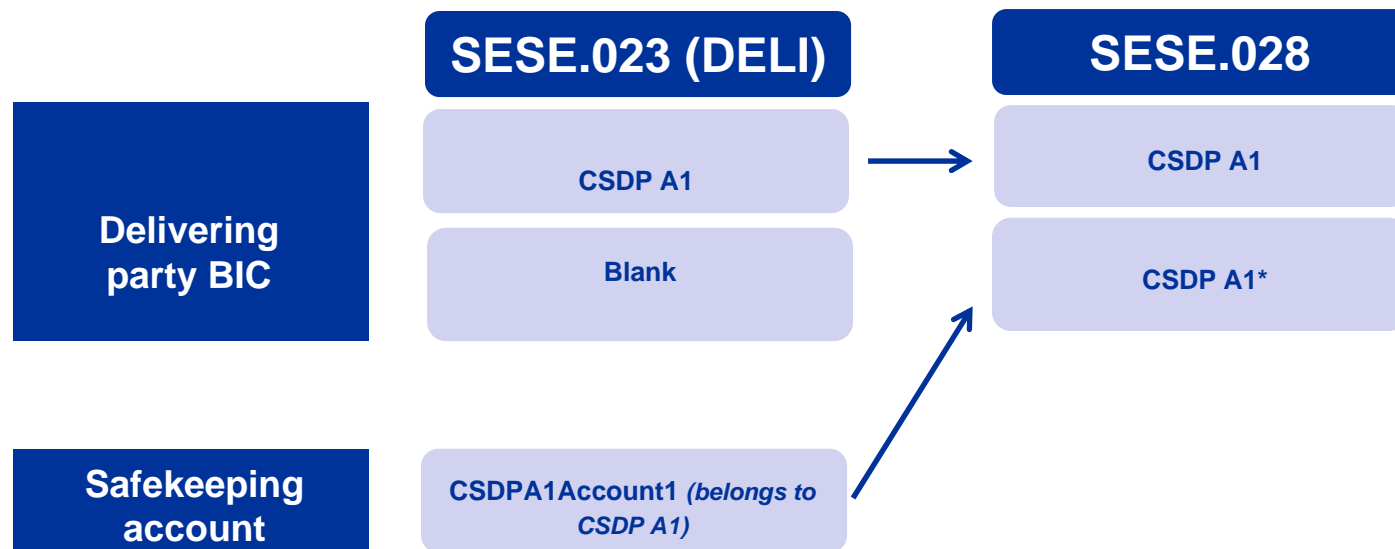 SESE.023 (DELI)
SESE.028
Delivering
party BIC
CSDP A1
CSDP A1
Blank
CSDP A1*
Safekeeping
account
CSDPA1Account1 (belongs to
CSDP A1)